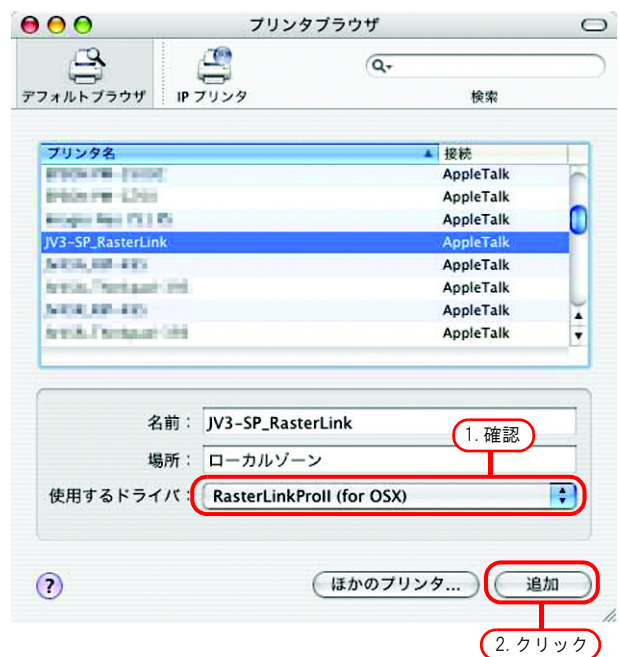 プリンタブラウザ
デフォルトブラウザ
IP プリンタ
検索
プリンタ名 接続
AppleTalk
AppleTalk
AppleTalk
JV3-SP_RasterLink AppleTalk
AppleTalk
AppleTalk
AppleTalk
AppleTalk
名前： JV3-SP_RasterLink
1. 確認
場所： ローカルゾーン
使用するドライバ： RasterLinkProII (for OSX)
? ほかのプリンタ... 追加
2. クリック